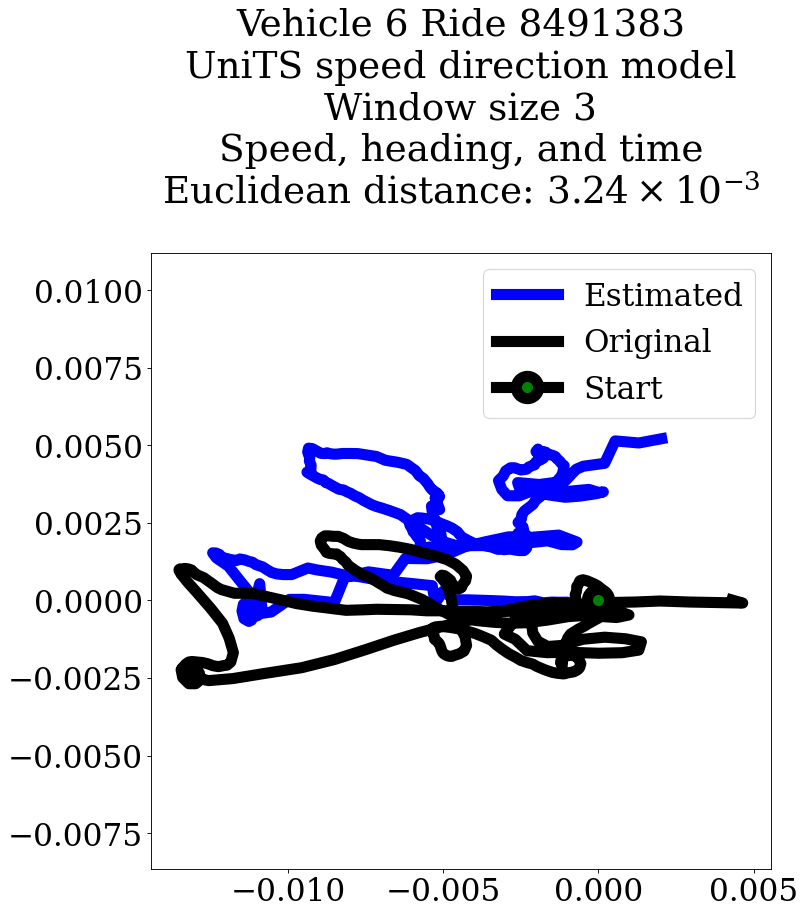 Vehicle 6 Ride 8491383
UniTS speed direction model
Window size 3
Speed, heading, and time
Euclidean distance: 3.24 × 10⁻³
Estimated
Original
Start
0.0100
0.0075
0.0050
0.0025
0.0000
−0.0025
−0.0050
−0.0075
−0.010 −0.005 0.000 0.005